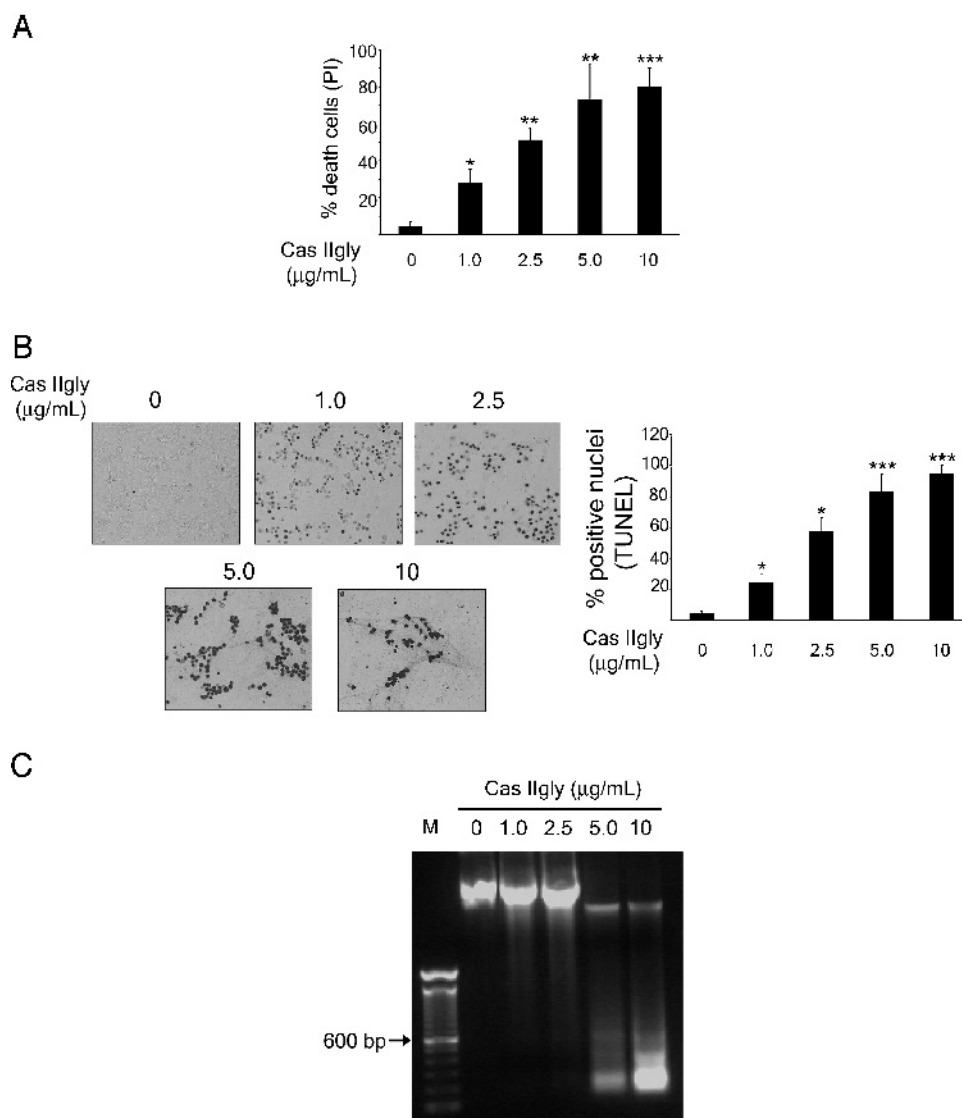 A
% death cells (PI)
100
80
60
40
20
*
**
**
***
Cas IIgly
(μg/mL)
0 1.0 2.5 5.0 10
B
Cas IIgly
(μg/mL)
0 1.0 2.5
5.0 10
% positive nuclei
(TUNEL)
120
100
80
60
40
20
*
*
***
***
Cas IIgly
(μg/mL)
0 1.0 2.5 5.0 10
C
Cas IIgly (μg/mL)
M 0 1.0 2.5 5.0 10
600 bp